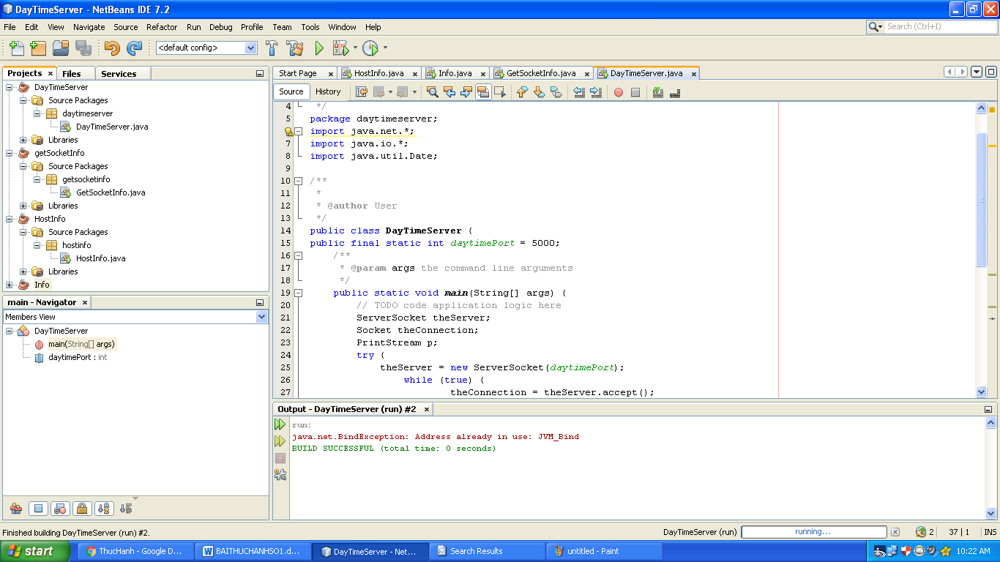 DayTimeServer - NetBeans IDE 7.2
File Edit View Navigate Source Refactor Run Debug Profile Team Tools Window Help
Search (Ctrl+I)
<default config>
Projects Files Services
DayTimeServer
Source Packages
daytimeserver
DayTimeServer.java
Libraries
getSocketInfo
Source Packages
getsocketinfo
GetSocketInfo.java
Libraries
HostInfo
Source Packages
hostinfo
HostInfo.java
Libraries
Info
main - Navigator
Members View
DayTimeServer
main(String[] args)
daytimePort : int
Start Page HostInfo.java Info.java GetSocketInfo.java DayTimeServer.java
Source History
4 */
5 package daytimeserver;
import java.net.*;
7 import java.io.*;
8 import java.util.Date;
9
10 /**
11 *
12 * @author User
13 */
14 public class DayTimeServer {
15 public final static int daytimePort = 5000;
16 /**
17 * @param args the command line arguments
18 */
19 public static void main(String[] args) {
20 // TODO code application logic here
21 ServerSocket theServer;
22 Socket theConnection;
23 PrintStream p;
24 try {
25 theServer = new ServerSocket(daytimePort);
26 while (true) {
27 theConnection = theServer.accept();
Output - DayTimeServer (run) #2
run:
java.net.BindException: Address already in use: JVM_Bind
BUILD SUCCESSFUL (total time: 0 seconds)
Finished building DayTimeServer (run) #2.
DayTimeServer (run) running... 2 37 | 1 INS
start ThucHanh - Google D... BAITHUCHANHSO1.d... DayTimeServer - Net... Search Results untitled - Paint 10:22 AM